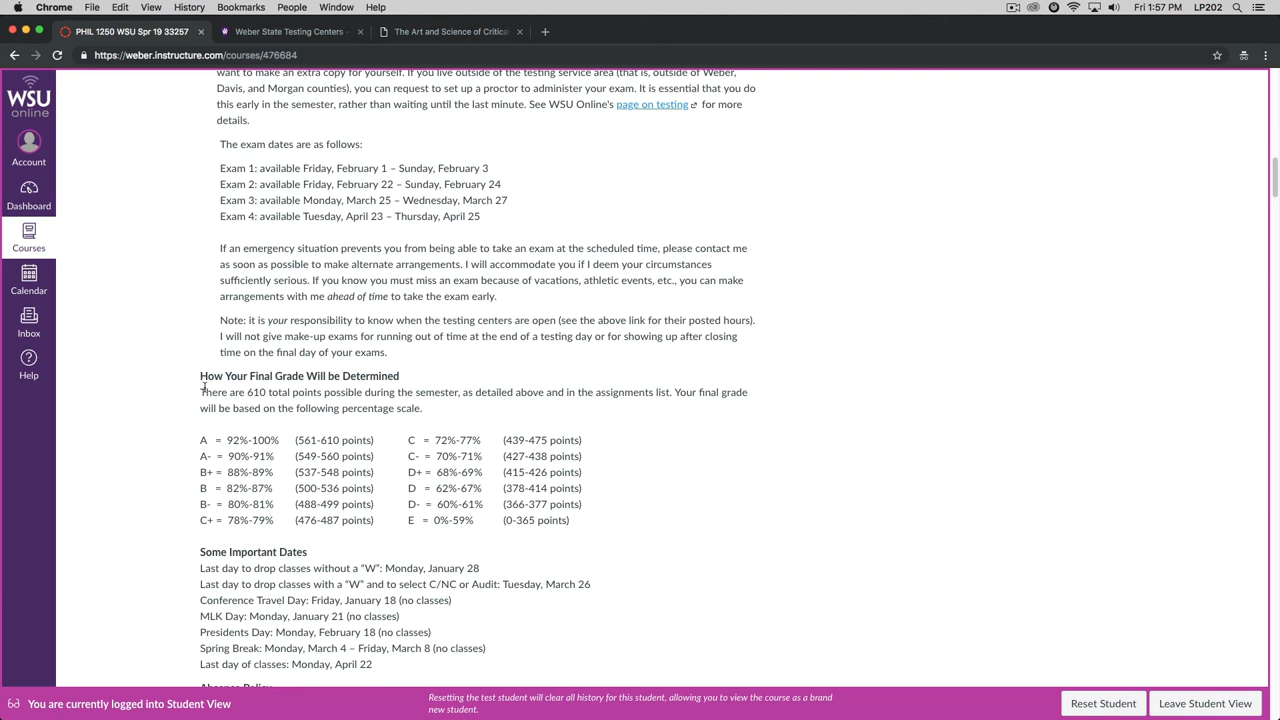 Chrome File Edit View History Bookmarks People Window Help
Fri 1:57 PM LP202
PHIL 1250 WSU Spr 19 33257
Weber State Testing Centers
The Art and Science of Critica
https://weber.instructure.com/courses/476684
want to make an extra copy for yourself. If you live outside of the testing service area (that is, outside of Weber,
Davis, and Morgan counties), you can request to set up a proctor to administer your exam. It is essential that you do
this early in the semester, rather than waiting until the last minute. See WSU Online's page on testing for more
details.
The exam dates are as follows:
Exam 1: available Friday, February 1 – Sunday, February 3
Exam 2: available Friday, February 22 – Sunday, February 24
Exam 3: available Monday, March 25 – Wednesday, March 27
Exam 4: available Tuesday, April 23 – Thursday, April 25
If an emergency situation prevents you from being able to take an exam at the scheduled time, please contact me
as soon as possible to make alternate arrangements. I will accommodate you if I deem your circumstances
sufficiently serious. If you know you must miss an exam because of vacations, athletic events, etc., you can make
arrangements with me ahead of time to take the exam early.
Note: it is your responsibility to know when the testing centers are open (see the above link for their posted hours).
I will not give make-up exams for running out of time at the end of a testing day or for showing up after closing
time on the final day of your exams.
How Your Final Grade Will be Determined
There are 610 total points possible during the semester, as detailed above and in the assignments list. Your final grade
will be based on the following percentage scale.
A = 92%-100% (561-610 points) C = 72%-77% (439-475 points)
A- = 90%-91% (549-560 points) C- = 70%-71% (427-438 points)
B+ = 88%-89% (537-548 points) D+ = 68%-69% (415-426 points)
B = 82%-87% (500-536 points) D = 62%-67% (378-414 points)
B- = 80%-81% (488-499 points) D- = 60%-61% (366-377 points)
C+ = 78%-79% (476-487 points) E = 0%-59% (0-365 points)
Some Important Dates
Last day to drop classes without a “W”: Monday, January 28
Last day to drop classes with a “W” and to select C/NC or Audit: Tuesday, March 26
Conference Travel Day: Friday, January 18 (no classes)
MLK Day: Monday, January 21 (no classes)
Presidents Day: Monday, February 18 (no classes)
Spring Break: Monday, March 4 – Friday, March 8 (no classes)
Last day of classes: Monday, April 22
Absence Policy
WSU
online
Account
Dashboard
Courses
Calendar
Inbox
Help
You are currently logged into Student View
Resetting the test student will clear all history for this student, allowing you to view the course as a brand
new student.
Reset Student
Leave Student View